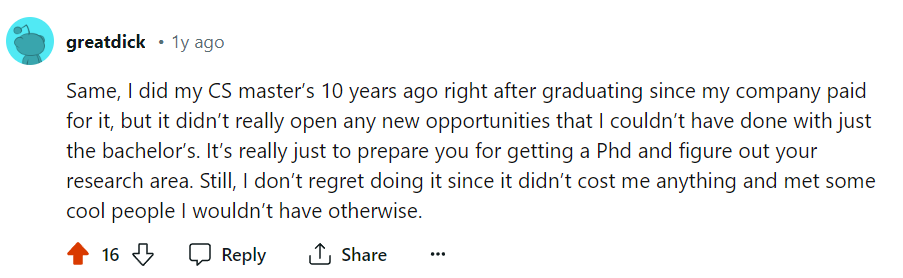 greatdick • 1y ago
Same, I did my CS master's 10 years ago right after graduating since my company paid
for it, but it didn't really open any new opportunities that I couldn't have done with just
the bachelor's. It's really just to prepare you for getting a Phd and figure out your
research area. Still, I don't regret doing it since it didn't cost me anything and met some
cool people I wouldn't have otherwise.
16 Reply Share